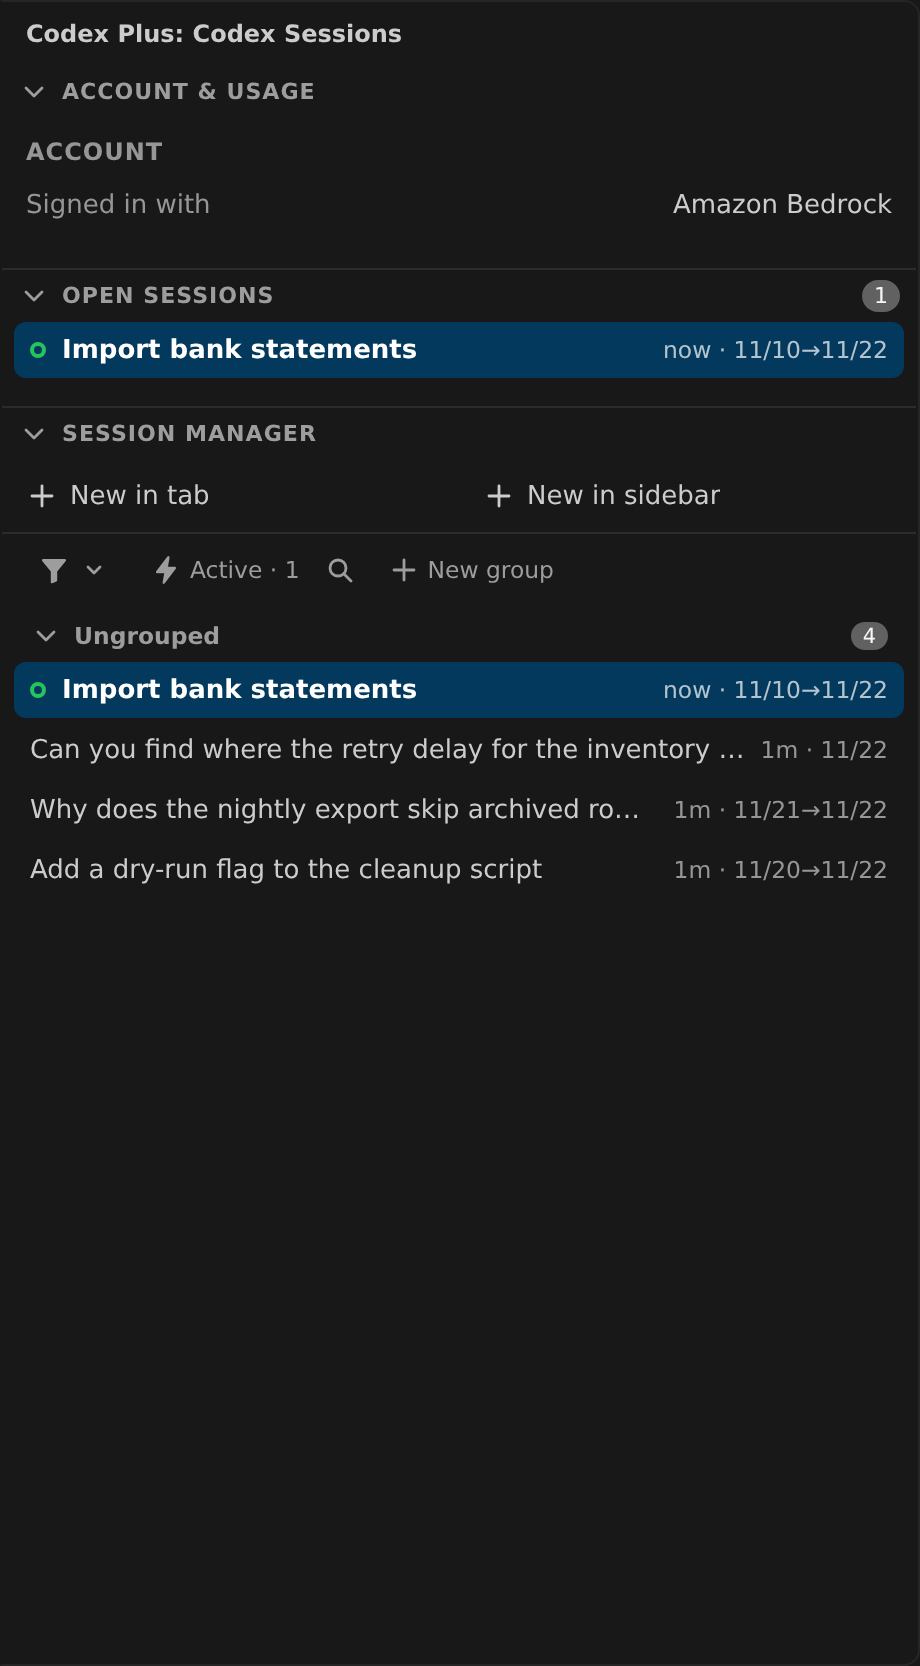 Codex Plus: Codex Sessions
ACCOUNT & USAGE
ACCOUNT
Signed in with Amazon Bedrock
OPEN SESSIONS 1
Import bank statements now · 11/10→11/22
SESSION MANAGER
New in tab New in sidebar
Active · 1 New group
Ungrouped 4
Import bank statements now · 11/10→11/22
Can you find where the retry delay for the inventory ... 1m · 11/22
Why does the nightly export skip archived ro... 1m · 11/21→11/22
Add a dry-run flag to the cleanup script 1m · 11/20→11/22